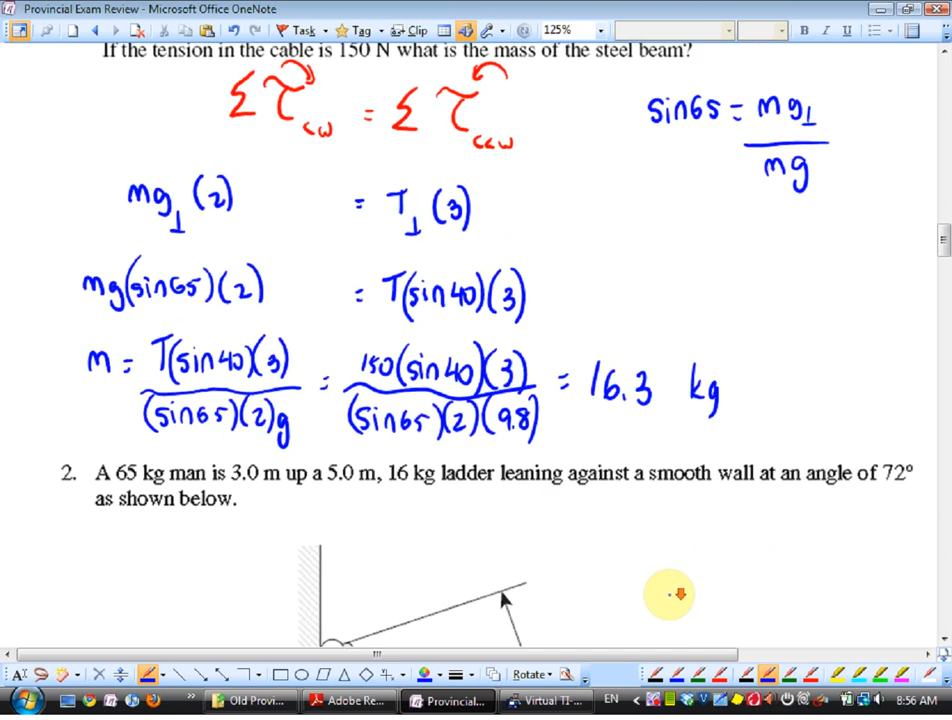 Provincial Exam Review - Microsoft Office OneNote
Task Tag Clip 125% B I U
If the tension in the cable is 150 N what is the mass of the steel beam?
Σ τcw = Σ τccw
sin65 = mg⊥ / mg
mg⊥ (2) = T⊥ (3)
mg(sin65)(2) = T(sin40)(3)
m = T(sin40)(3) / (sin65)(2)g = 150(sin40)(3) / (sin65)(2)(9.8) = 16.3 kg
2. A 65 kg man is 3.0 m up a 5.0 m, 16 kg ladder leaning against a smooth wall at an angle of 72º
as shown below.
Rotate
Old Provi... Adobe Re... Provincial... Virtual TI-... EN 8:56 AM